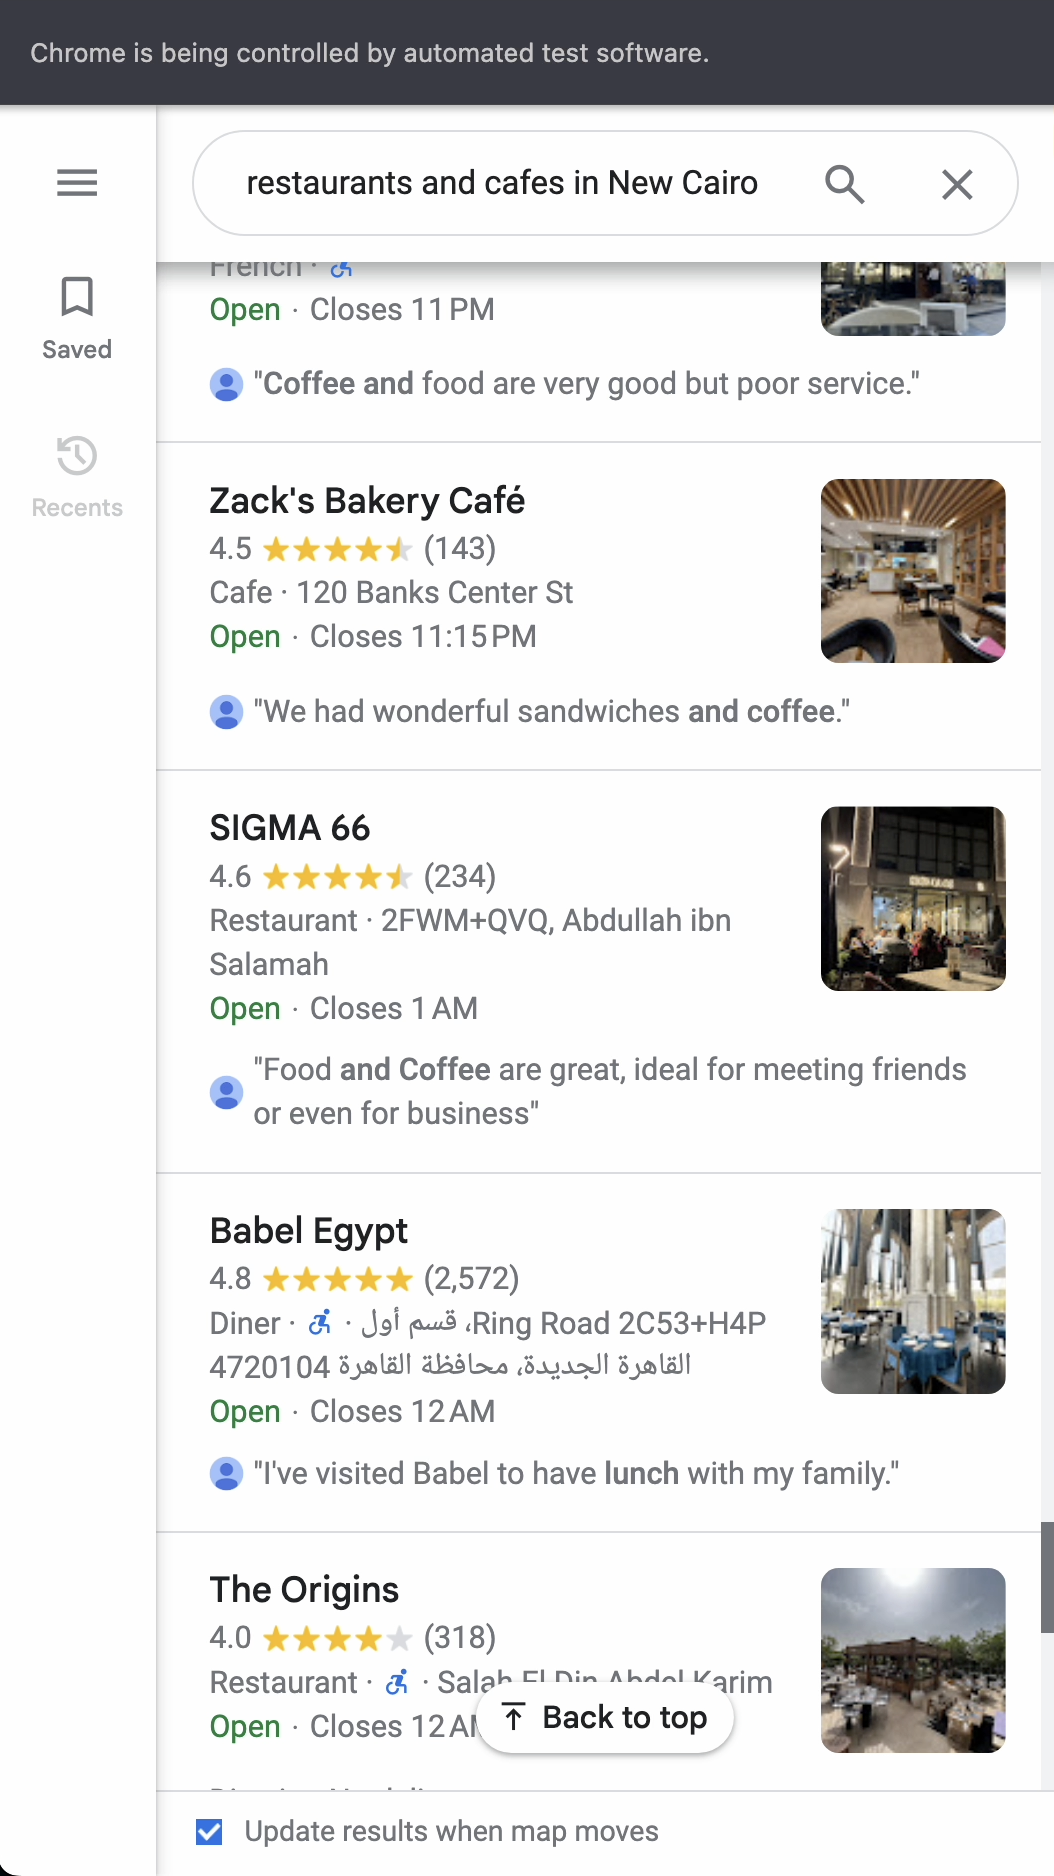 Chrome is being controlled by automated test software.
restaurants and cafes in New Cairo
Saved
Recents
French ·
Open · Closes 11 PM
"Coffee and food are very good but poor service."
Zack's Bakery Café
4.5 (143)
Cafe · 120 Banks Center St
Open · Closes 11:15 PM
"We had wonderful sandwiches and coffee."
SIGMA 66
4.6 (234)
Restaurant · 2FWM+QVQ, Abdullah ibn
Salamah
Open · Closes 1 AM
"Food and Coffee are great, ideal for meeting friends
or even for business"
Babel Egypt
4.8 (2,572)
Diner · · Ring Road 2C53+H4P، قسم أول
القاهرة الجديدة، محافظة القاهرة 4720104
Open · Closes 12 AM
"I've visited Babel to have lunch with my family."
The Origins
4.0 (318)
Restaurant · · Salah El Din Abdel Karim
Open · Closes 12 AM
Back to top
Update results when map moves